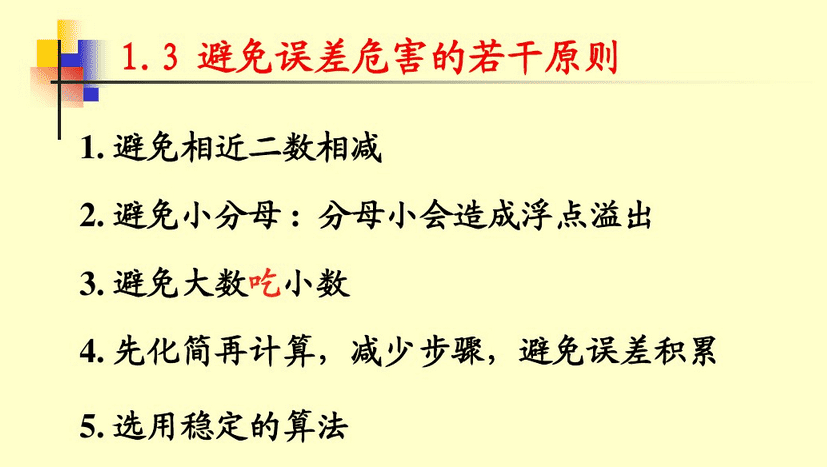 1.3 避免误差危害的若干原则
1. 避免相近二数相减
2. 避免小分母：分母小会造成浮点溢出
3. 避免大数吃小数
4. 先化简再计算，减少步骤，避免误差积累
5. 选用稳定的算法